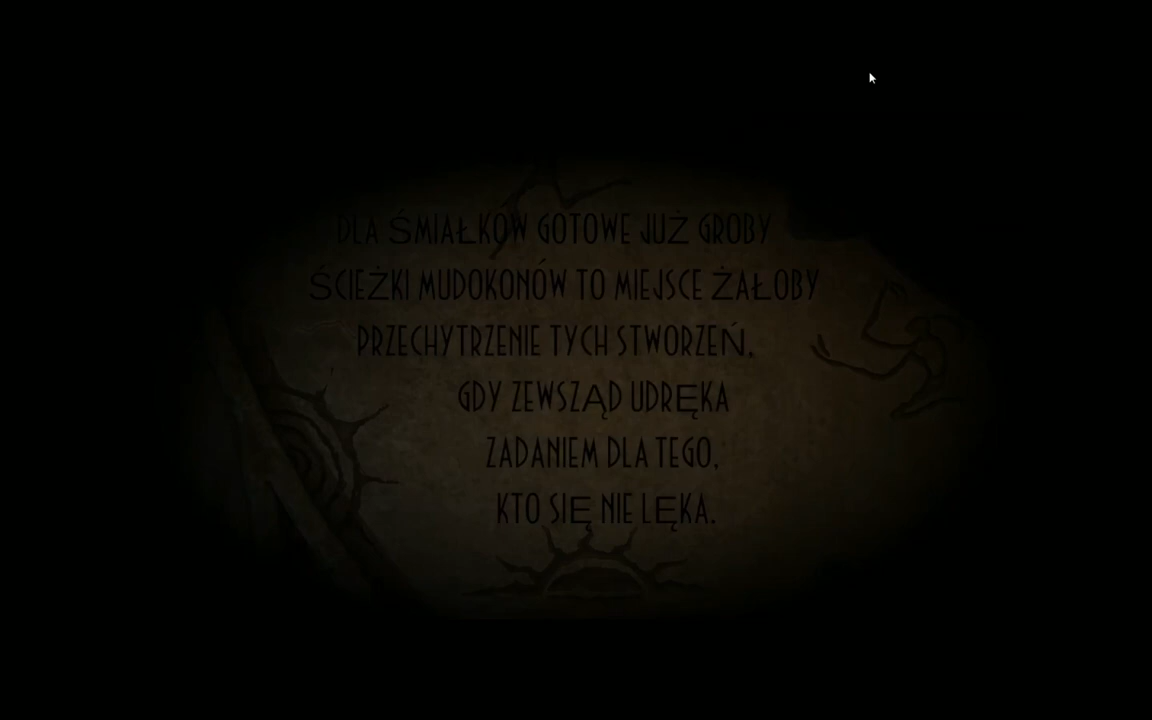 DLA ŚMIAŁKOW GOTOWE JUŻ GROBY
ŚCIEŻKI MUDOKONÓW TO MIEJSCE ŻAŁOBY
PRZECHYTRZENIE TYCH STWORZEŃ,
GDY ZEWSZĄD UDRĘKA
ZADANIEM DLA TEGO,
KTO SIĘ NIE LĘKA.